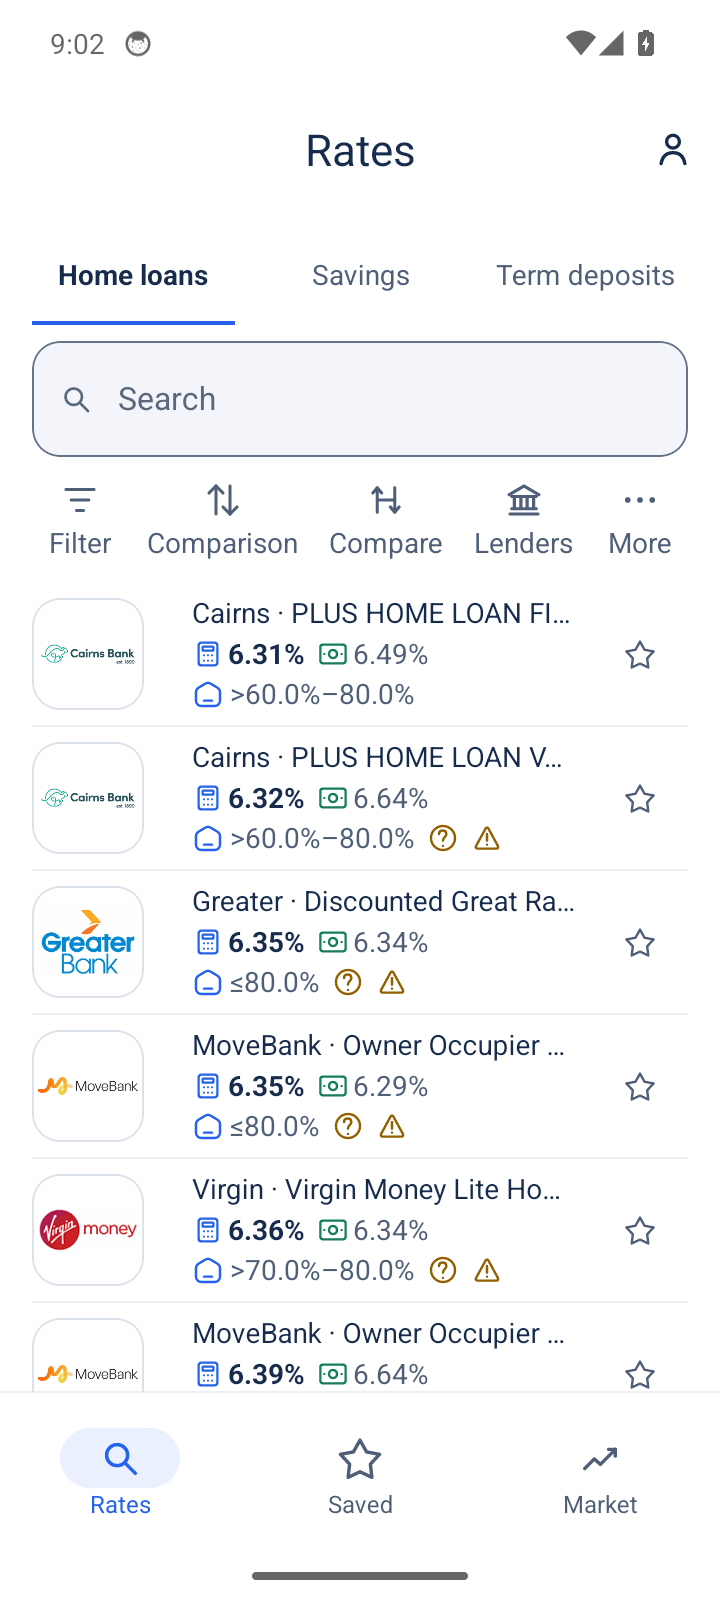 9:02
Rates
Home loans
Savings
Term deposits
Search
Filter
Comparison
Compare
Lenders
More
Cairns Bank
est 1899
Cairns · PLUS HOME LOAN FI...
6.31% 6.49%
>60.0%–80.0%
Cairns Bank
est 1899
Cairns · PLUS HOME LOAN V...
6.32% 6.64%
>60.0%–80.0%
Greater
Bank
Greater · Discounted Great Ra...
6.35% 6.34%
≤80.0%
MoveBank
MoveBank · Owner Occupier ...
6.35% 6.29%
≤80.0%
Virgin money
Virgin · Virgin Money Lite Ho...
6.36% 6.34%
>70.0%–80.0%
MoveBank
MoveBank · Owner Occupier ...
6.39% 6.64%
Rates
Saved
Market